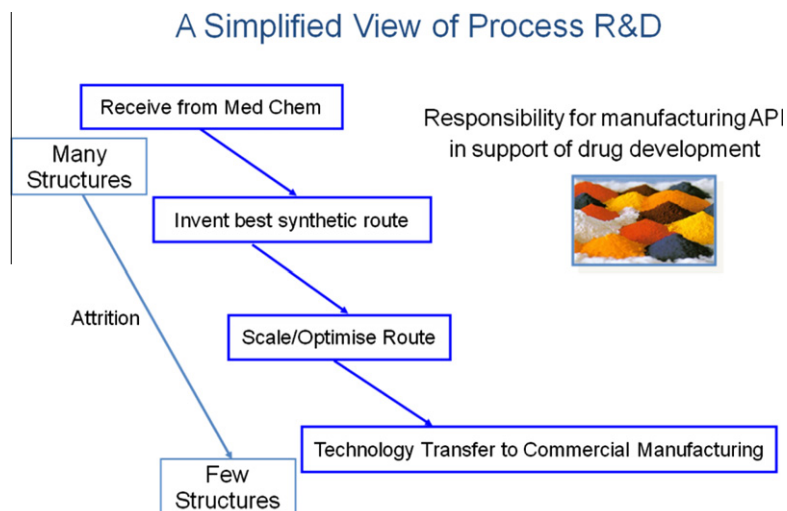 A Simplified View of Process R&D
Receive from Med Chem
Responsibility for manufacturing API
in support of drug development
Many
Structures
Invent best synthetic route
Attrition
Scale/Optimise Route
Technology Transfer to Commercial Manufacturing
Few
Structures